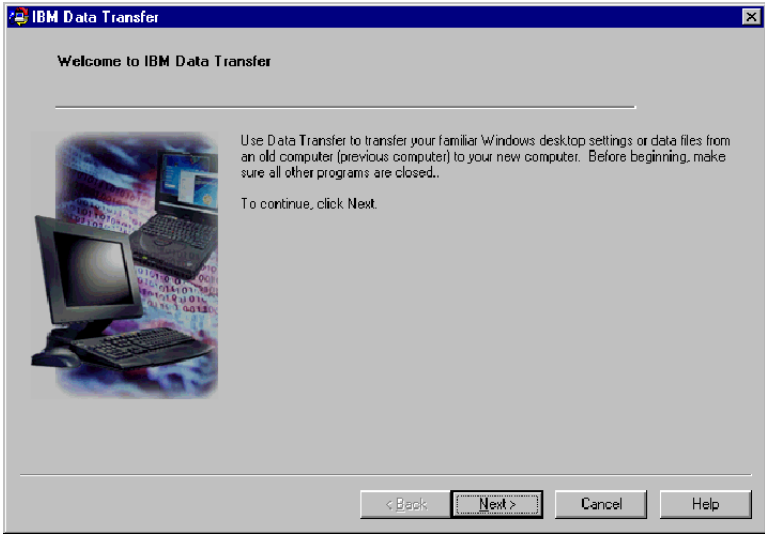 IBM Data Transfer
Welcome to IBM Data Transfer
Use Data Transfer to transfer your familiar Windows desktop settings or data files from
an old computer (previous computer) to your new computer. Before beginning, make
sure all other programs are closed..
To continue, click Next.
< Back
Next >
Cancel
Help